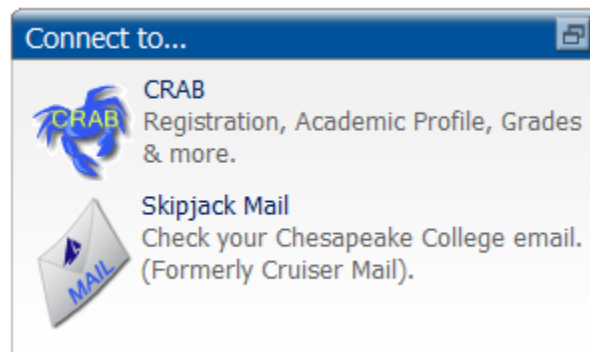 Connect to...
CRAB
CRAB
Registration, Academic Profile, Grades
& more.
Skipjack Mail
MAIL
Check your Chesapeake College email.
(Formerly Cruiser Mail).